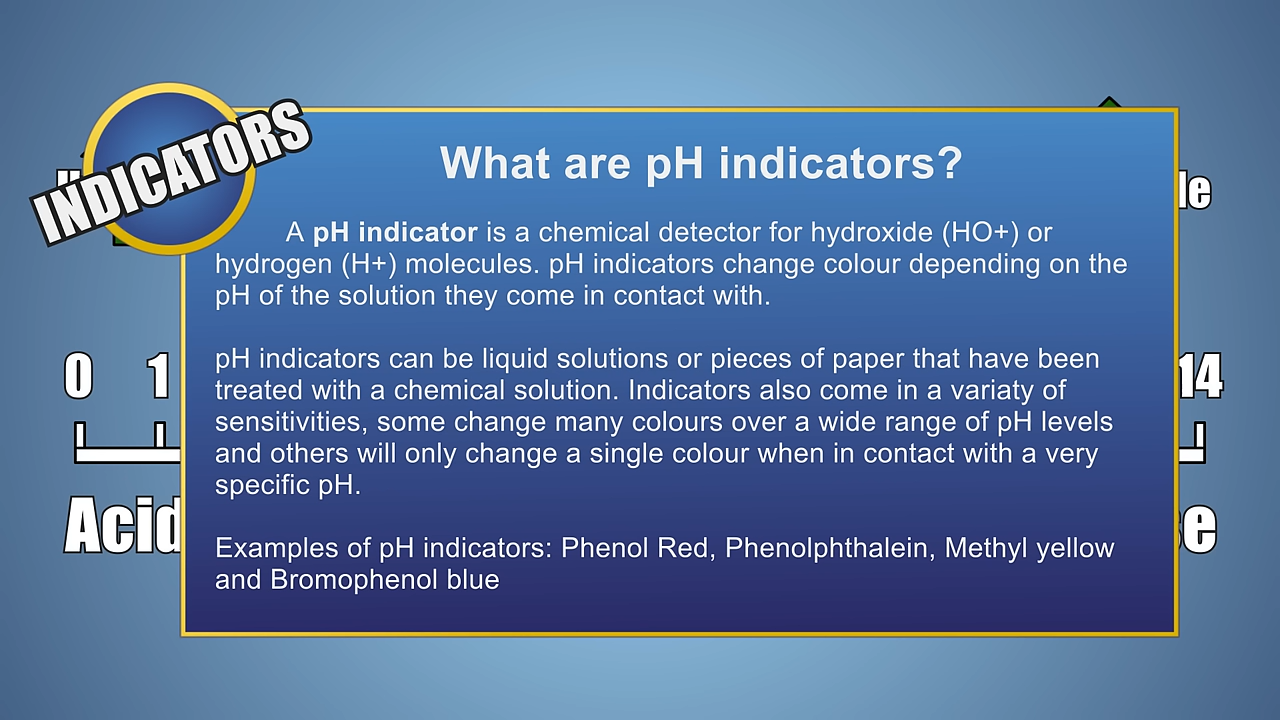 INDICATORS
What are pH indicators?
A pH indicator is a chemical detector for hydroxide (HO+) or
hydrogen (H+) molecules. pH indicators change colour depending on the
pH of the solution they come in contact with.
pH indicators can be liquid solutions or pieces of paper that have been
treated with a chemical solution. Indicators also come in a variaty of
sensitivities, some change many colours over a wide range of pH levels
and others will only change a single colour when in contact with a very
specific pH.
Examples of pH indicators: Phenol Red, Phenolphthalein, Methyl yellow
and Bromophenol blue
0 1 14
Acid